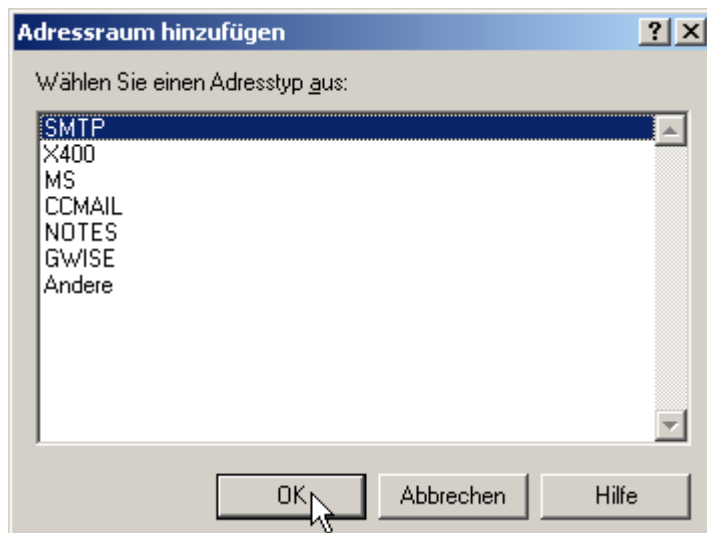 Adressraum hinzufügen
Wählen Sie einen Adresstyp aus:
SMTP
X400
MS
CCMAIL
NOTES
GWISE
Andere
OK Abbrechen Hilfe